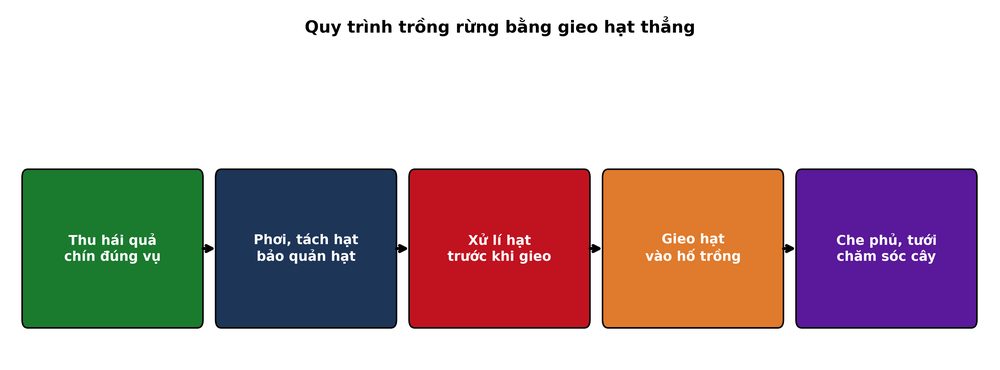 Quy trình trồng rừng bằng gieo hạt thẳng
Thu hái quả
chín đúng vụ
Phơi, tách hạt
bảo quản hạt
Xử lí hạt
trước khi gieo
Gieo hạt
vào hố trồng
Che phủ, tưới
chăm sóc cây